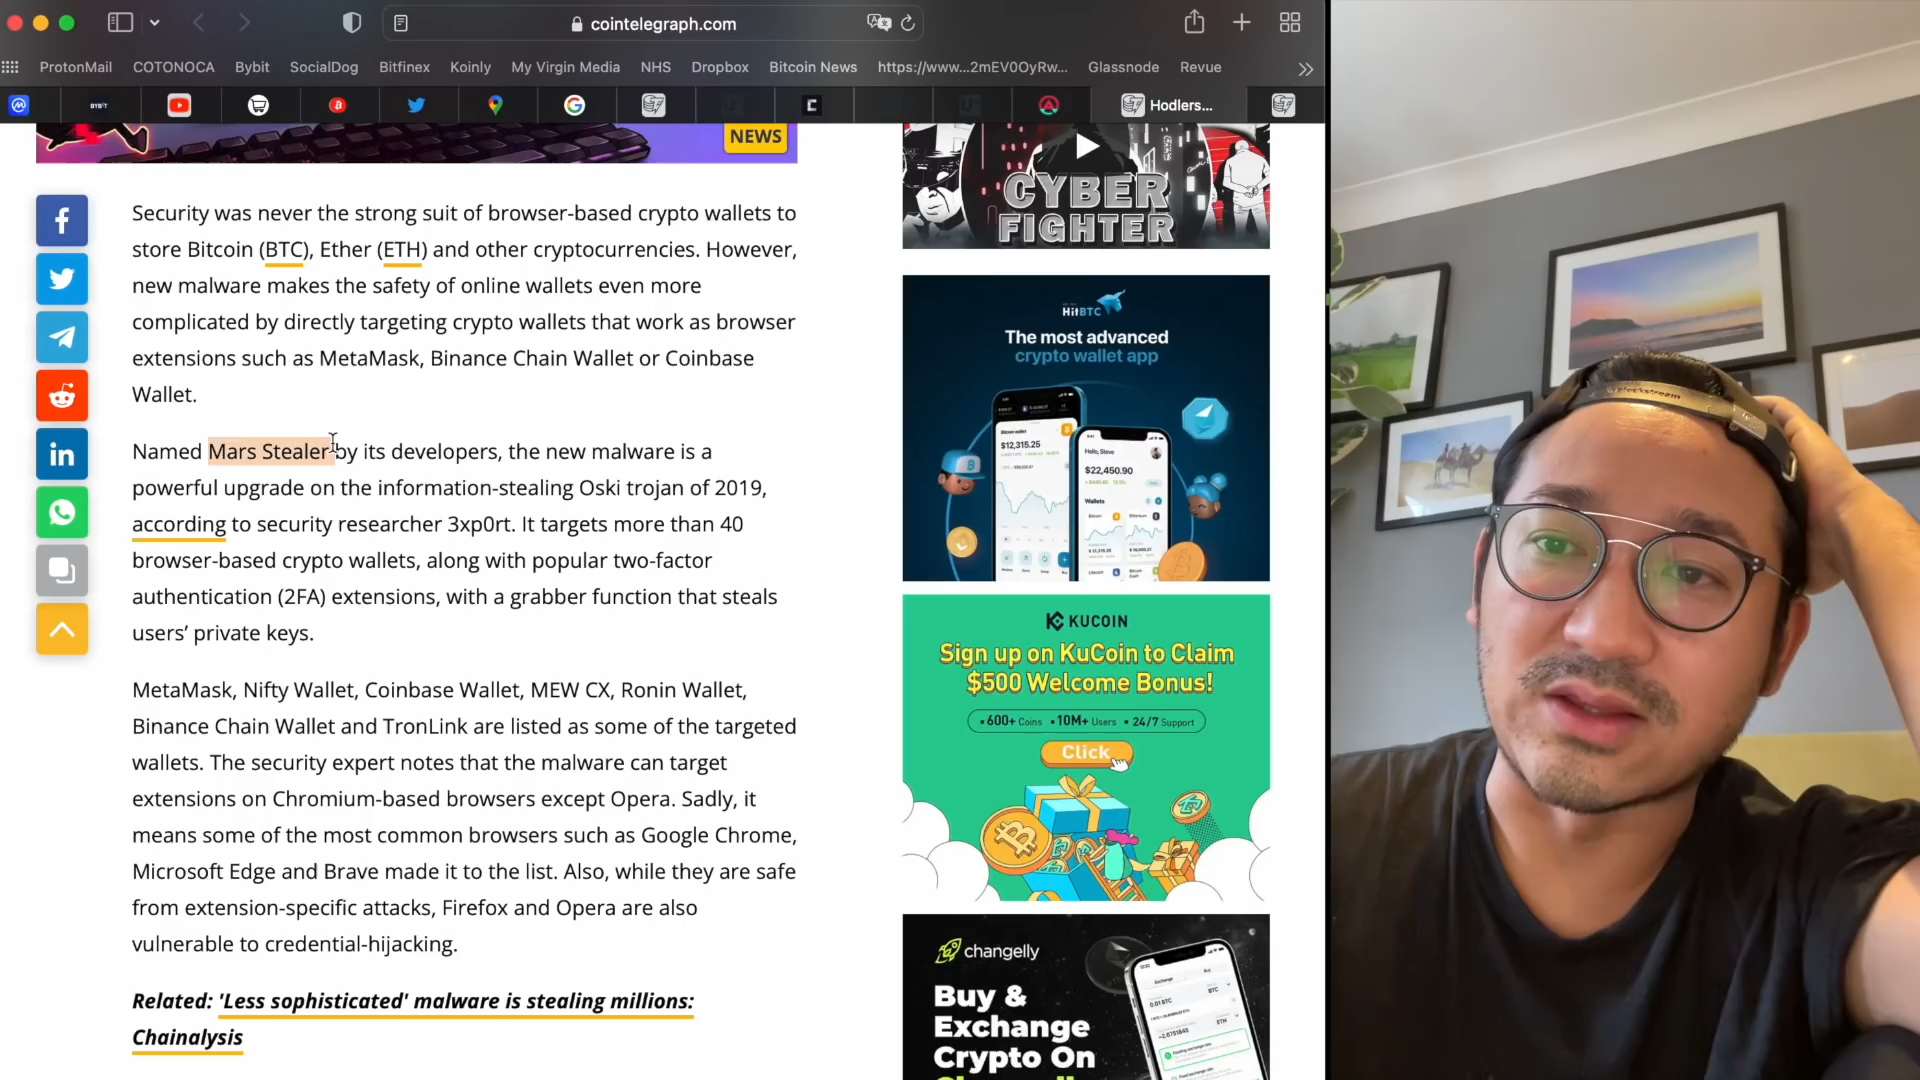 cointelegraph.com
ProtonMail COTONOCA Bybit SocialDog Bitfinex Koinly My Virgin Media NHS Dropbox Bitcoin News https://www...2mEV0OyRw... Glassnode Revue
BYBIT
Hodlers...
NEWS
Security was never the strong suit of browser-based crypto wallets to
store Bitcoin (BTC), Ether (ETH) and other cryptocurrencies. However,
new malware makes the safety of online wallets even more
complicated by directly targeting crypto wallets that work as browser
extensions such as MetaMask, Binance Chain Wallet or Coinbase
Wallet.
Named Mars Stealer by its developers, the new malware is a
powerful upgrade on the information-stealing Oski trojan of 2019,
according to security researcher 3xp0rt. It targets more than 40
browser-based crypto wallets, along with popular two-factor
authentication (2FA) extensions, with a grabber function that steals
users’ private keys.
MetaMask, Nifty Wallet, Coinbase Wallet, MEW CX, Ronin Wallet,
Binance Chain Wallet and TronLink are listed as some of the targeted
wallets. The security expert notes that the malware can target
extensions on Chromium-based browsers except Opera. Sadly, it
means some of the most common browsers such as Google Chrome,
Microsoft Edge and Brave made it to the list. Also, while they are safe
from extension-specific attacks, Firefox and Opera are also
vulnerable to credential-hijacking.
Related: 'Less sophisticated' malware is stealing millions:
Chainalysis
CYBER
FIGHTER
HitBTC
The most advanced
crypto wallet app
Bitcoin wallet
$12,315.25
Hello, Steve
$22,450.90
Wallets
KUCOIN
Sign up on KuCoin to Claim
$500 Welcome Bonus!
• 600+ Coins • 10M+ Users • 24/7 Support
Click
changelly
Buy &
Exchange
Crypto On
blockstream